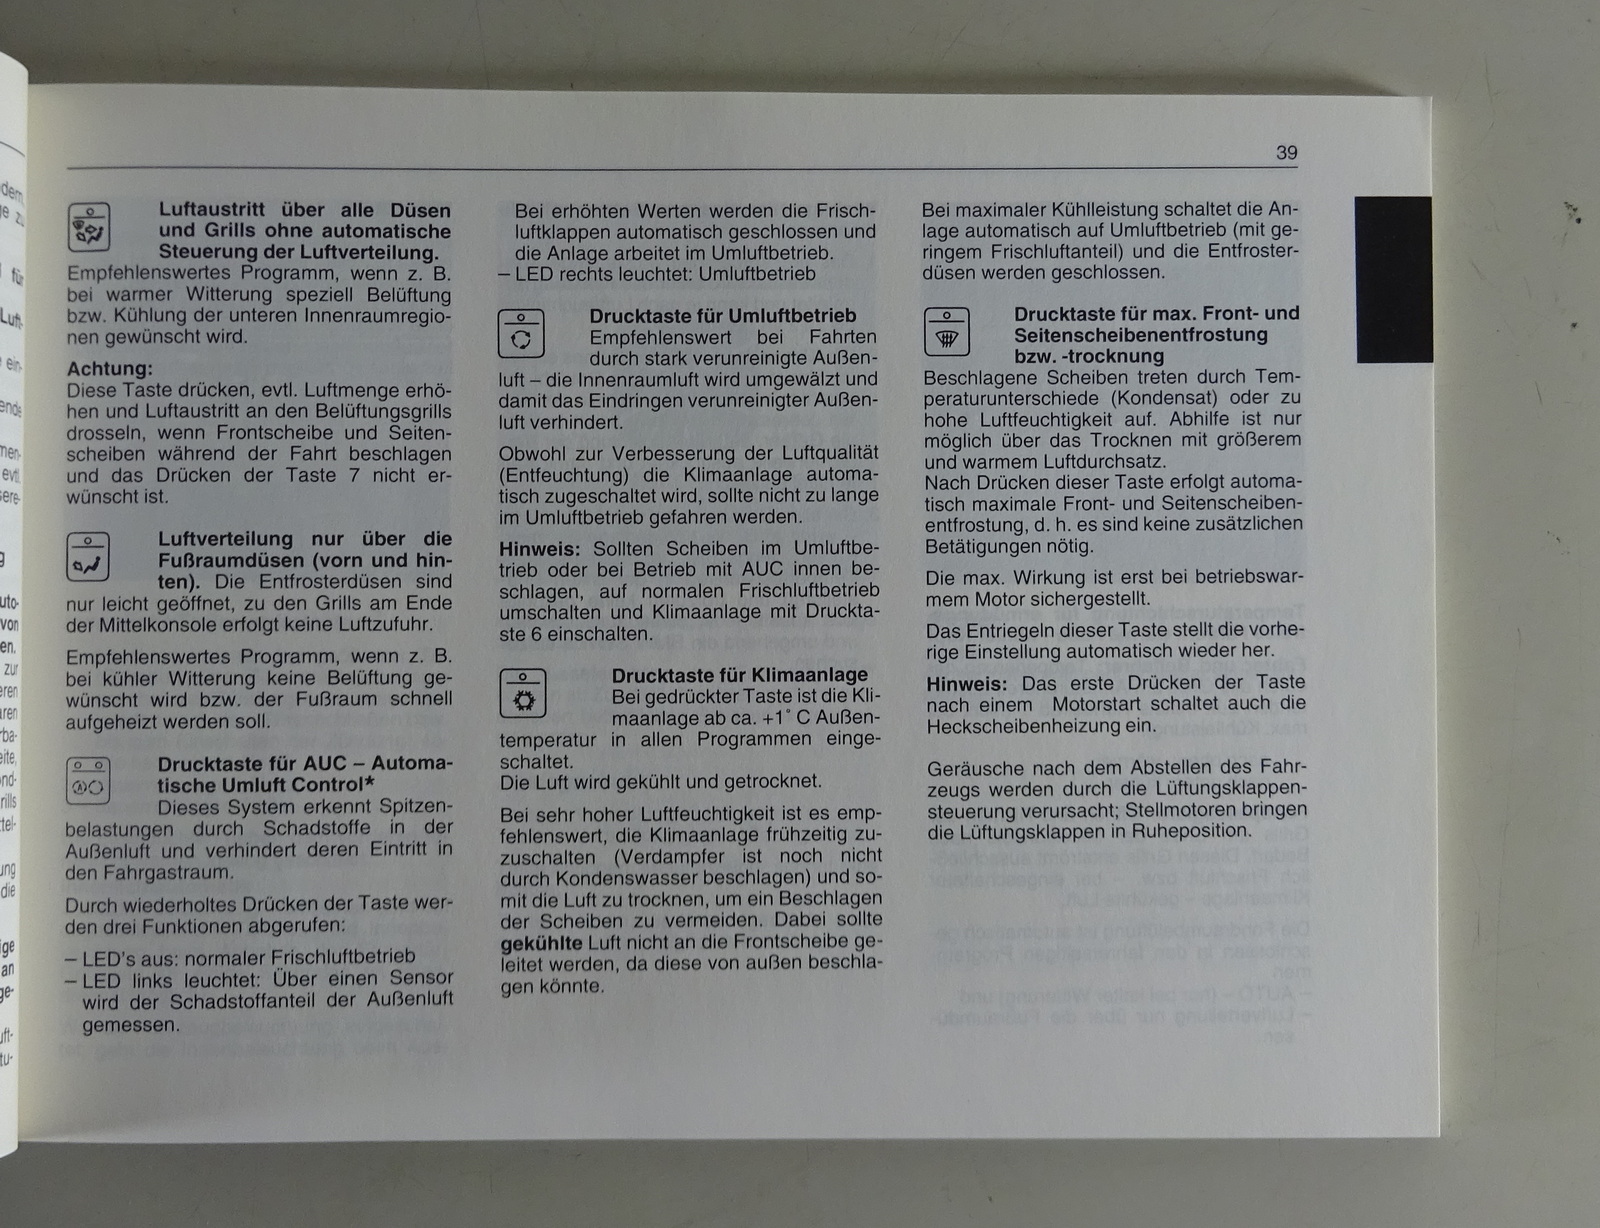 39
Luftaustritt über alle Düsen
und Grills ohne automatische
Steuerung der Luftverteilung.
Empfehlenswertes Programm, wenn z. B.
bei warmer Witterung speziell Belüftung
bzw. Kühlung der unteren Innenraumregio-
nen gewünscht wird.
Achtung:
Diese Taste drücken, evtl. Luftmenge erhö-
hen und Luftaustritt an den Belüftungsgrills
drosseln, wenn Frontscheibe und Seiten-
scheiben während der Fahrt beschlagen
und das Drücken der Taste 7 nicht er-
wünscht ist.
Luftverteilung nur über die
Fußraumdüsen (vorn und hin-
ten). Die Entfrosterdüsen sind
nur leicht geöffnet, zu den Grills am Ende
der Mittelkonsole erfolgt keine Luftzufuhr.
Empfehlenswertes Programm, wenn z. B.
bei kühler Witterung keine Belüftung ge-
wünscht wird bzw. der Fußraum schnell
aufgeheizt werden soll.
Drucktaste für AUC – Automa-
tische Umluft Control*
Dieses System erkennt Spitzen-
belastungen durch Schadstoffe in der
Außenluft und verhindert deren Eintritt in
den Fahrgastraum.
Durch wiederholtes Drücken der Taste wer-
den drei Funktionen abgerufen:
– LED's aus: normaler Frischluftbetrieb
– LED links leuchtet: Über einen Sensor
wird der Schadstoffanteil der Außenluft
gemessen.
Bei erhöhten Werten werden die Frisch-
luftklappen automatisch geschlossen und
die Anlage arbeitet im Umluftbetrieb.
– LED rechts leuchtet: Umluftbetrieb
Drucktaste für Umluftbetrieb
Empfehlenswert bei Fahrten
durch stark verunreinigte Außen-
luft – die Innenraumluft wird umgewälzt und
damit das Eindringen verunreinigter Außen-
luft verhindert.
Obwohl zur Verbesserung der Luftqualität
(Entfeuchtung) die Klimaanlage automa-
tisch zugeschaltet wird, sollte nicht zu lange
im Umluftbetrieb gefahren werden.
Hinweis: Sollten Scheiben im Umluftbe-
trieb oder bei Betrieb mit AUC innen be-
schlagen, auf normalen Frischluftbetrieb
umschalten und Klimaanlage mit Druckta-
ste 6 einschalten.
Drucktaste für Klimaanlage
Bei gedrückter Taste ist die Kli-
maanlage ab ca. +1° C Außen-
temperatur in allen Programmen einge-
schaltet.
Die Luft wird gekühlt und getrocknet.
Bei sehr hoher Luftfeuchtigkeit ist es emp-
fehlenswert, die Klimaanlage frühzeitig zu-
zuschalten (Verdampfer ist noch nicht
durch Kondenswasser beschlagen) und so-
mit die Luft zu trocknen, um ein Beschlagen
der Scheiben zu vermeiden. Dabei sollte
gekühlte Luft nicht an die Frontscheibe ge-
leitet werden, da diese von außen beschla-
gen könnte.
Bei maximaler Kühlleistung schaltet die An-
lage automatisch auf Umluftbetrieb (mit ge-
ringem Frischluftanteil) und die Entfroster-
düsen werden geschlossen.
Drucktaste für max. Front- und
Seitenscheibenentfrostung
bzw. -trocknung
Beschlagene Scheiben treten durch Tem-
peraturunterschiede (Kondensat) oder zu
hohe Luftfeuchtigkeit auf. Abhilfe ist nur
möglich über das Trocknen mit größerem
und warmem Luftdurchsatz.
Nach Drücken dieser Taste erfolgt automa-
tisch maximale Front- und Seitenscheiben-
entfrostung, d. h. es sind keine zusätzlichen
Betätigungen nötig.
Die max. Wirkung ist erst bei betriebswar-
mem Motor sichergestellt.
Das Entriegeln dieser Taste stellt die vorhe-
rige Einstellung automatisch wieder her.
Hinweis: Das erste Drücken der Taste
nach einem Motorstart schaltet auch die
Heckscheibenheizung ein.
Geräusche nach dem Abstellen des Fahr-
zeugs werden durch die Lüftungsklappen-
steuerung verursacht; Stellmotoren bringen
die Lüftungsklappen in Ruheposition.